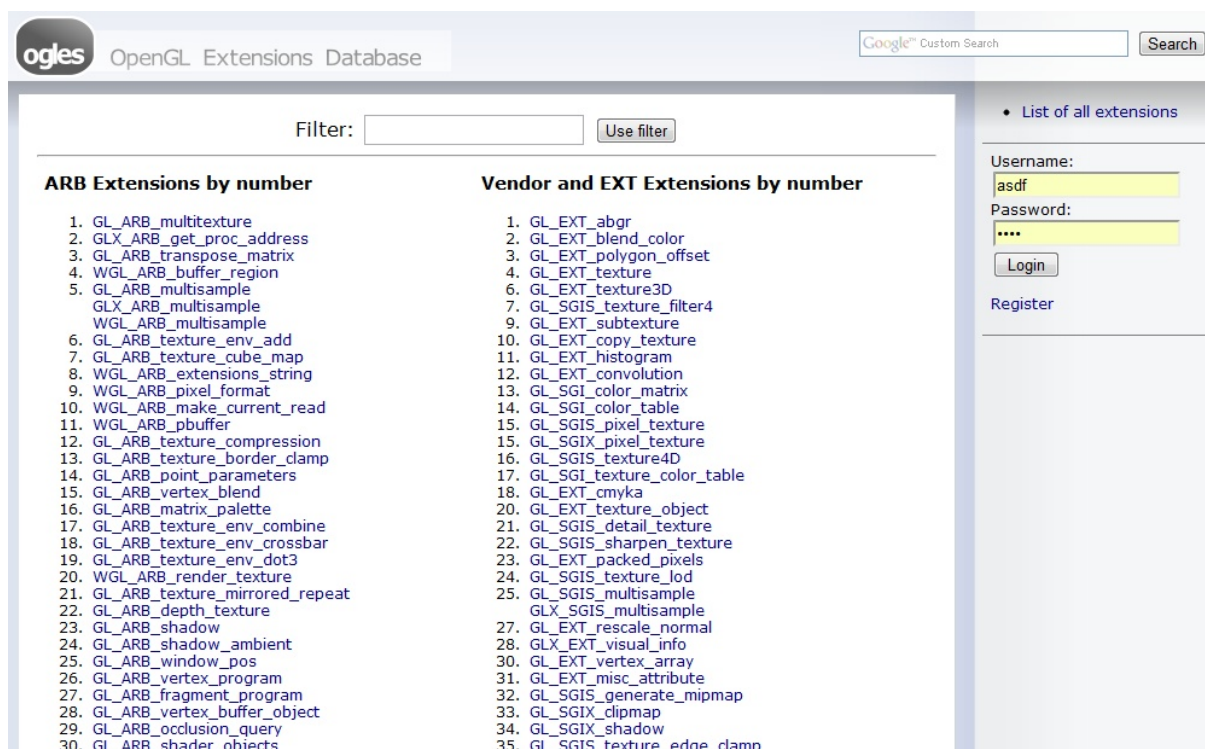 ogles OpenGL Extensions Database
Google™ Custom Search
Search
Filter:
Use filter
ARB Extensions by number
1. GL_ARB_multitexture
2. GLX_ARB_get_proc_address
3. GL_ARB_transpose_matrix
4. WGL_ARB_buffer_region
5. GL_ARB_multisample
GLX_ARB_multisample
WGL_ARB_multisample
6. GL_ARB_texture_env_add
7. GL_ARB_texture_cube_map
8. WGL_ARB_extensions_string
9. WGL_ARB_pixel_format
10. WGL_ARB_make_current_read
11. WGL_ARB_pbuffer
12. GL_ARB_texture_compression
13. GL_ARB_texture_border_clamp
14. GL_ARB_point_parameters
15. GL_ARB_vertex_blend
16. GL_ARB_matrix_palette
17. GL_ARB_texture_env_combine
18. GL_ARB_texture_env_crossbar
19. GL_ARB_texture_env_dot3
20. WGL_ARB_render_texture
21. GL_ARB_texture_mirrored_repeat
22. GL_ARB_depth_texture
23. GL_ARB_shadow
24. GL_ARB_shadow_ambient
25. GL_ARB_window_pos
26. GL_ARB_vertex_program
27. GL_ARB_fragment_program
28. GL_ARB_vertex_buffer_object
29. GL_ARB_occlusion_query
30. GL_ARB_shader_objects
Vendor and EXT Extensions by number
1. GL_EXT_abgr
2. GL_EXT_blend_color
3. GL_EXT_polygon_offset
4. GL_EXT_texture
6. GL_EXT_texture3D
7. GL_SGIS_texture_filter4
9. GL_EXT_subtexture
10. GL_EXT_copy_texture
11. GL_EXT_histogram
12. GL_EXT_convolution
13. GL_SGI_color_matrix
14. GL_SGI_color_table
15. GL_SGIS_pixel_texture
15. GL_SGIX_pixel_texture
16. GL_SGIS_texture4D
17. GL_SGI_texture_color_table
18. GL_EXT_cmyka
20. GL_EXT_texture_object
21. GL_SGIS_detail_texture
22. GL_SGIS_sharpen_texture
23. GL_EXT_packed_pixels
24. GL_SGIS_texture_lod
25. GL_SGIS_multisample
GLX_SGIS_multisample
27. GL_EXT_rescale_normal
28. GLX_EXT_visual_info
30. GL_EXT_vertex_array
31. GL_EXT_misc_attribute
32. GL_SGIS_generate_mipmap
33. GL_SGIX_clipmap
34. GL_SGIX_shadow
35. GL_SGIS_texture_edge_clamp
• List of all extensions
Username:
asdf
Password:
••••
Login
Register